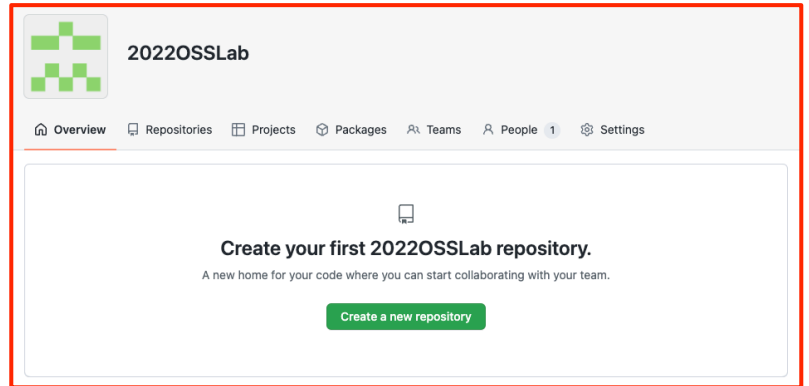 2022OSSLab
Overview Repositories Projects Packages Teams People 1 Settings
Create your first 2022OSSLab repository.
A new home for your code where you can start collaborating with your team.
Create a new repository